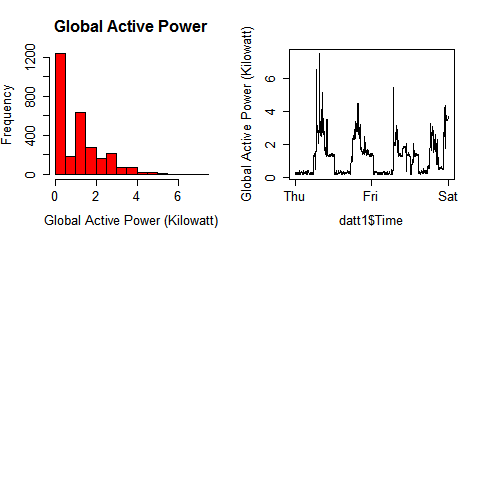 Global Active Power
Frequency
0 400 800 1200
0 2 4 6
Global Active Power (Kilowatt)
Global Active Power (Kilowatt)
0 2 4 6
Thu Fri Sat
datt1$Time